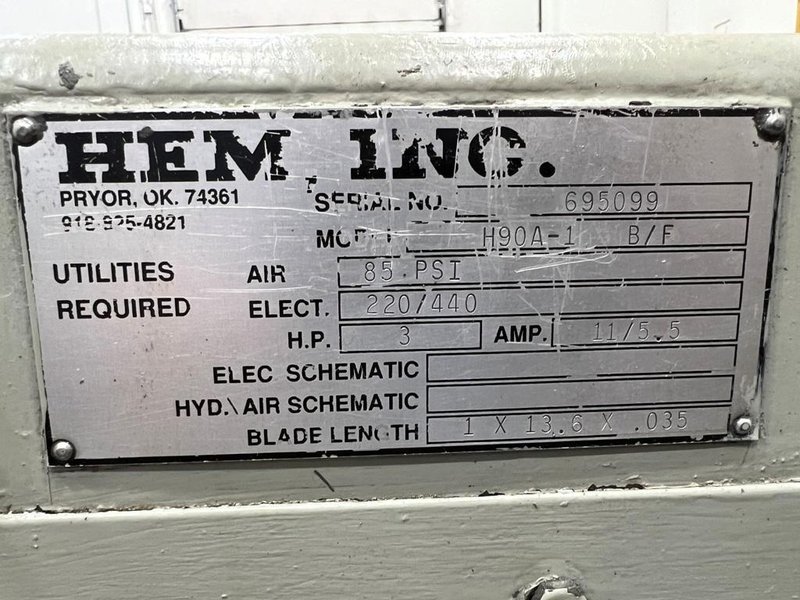 HEM, INC.
PRYOR, OK. 74361
918-825-4821
SERIAL NO. 695099
MODEL H90A-1 B/F
UTILITIES REQUIRED
AIR 85 PSI
ELECT. 220/440
H.P. 3 AMP. 11/5.5
ELEC SCHEMATIC
HYD.\AIR SCHEMATIC
BLADE LENGTH 1 X 13.6 X .035